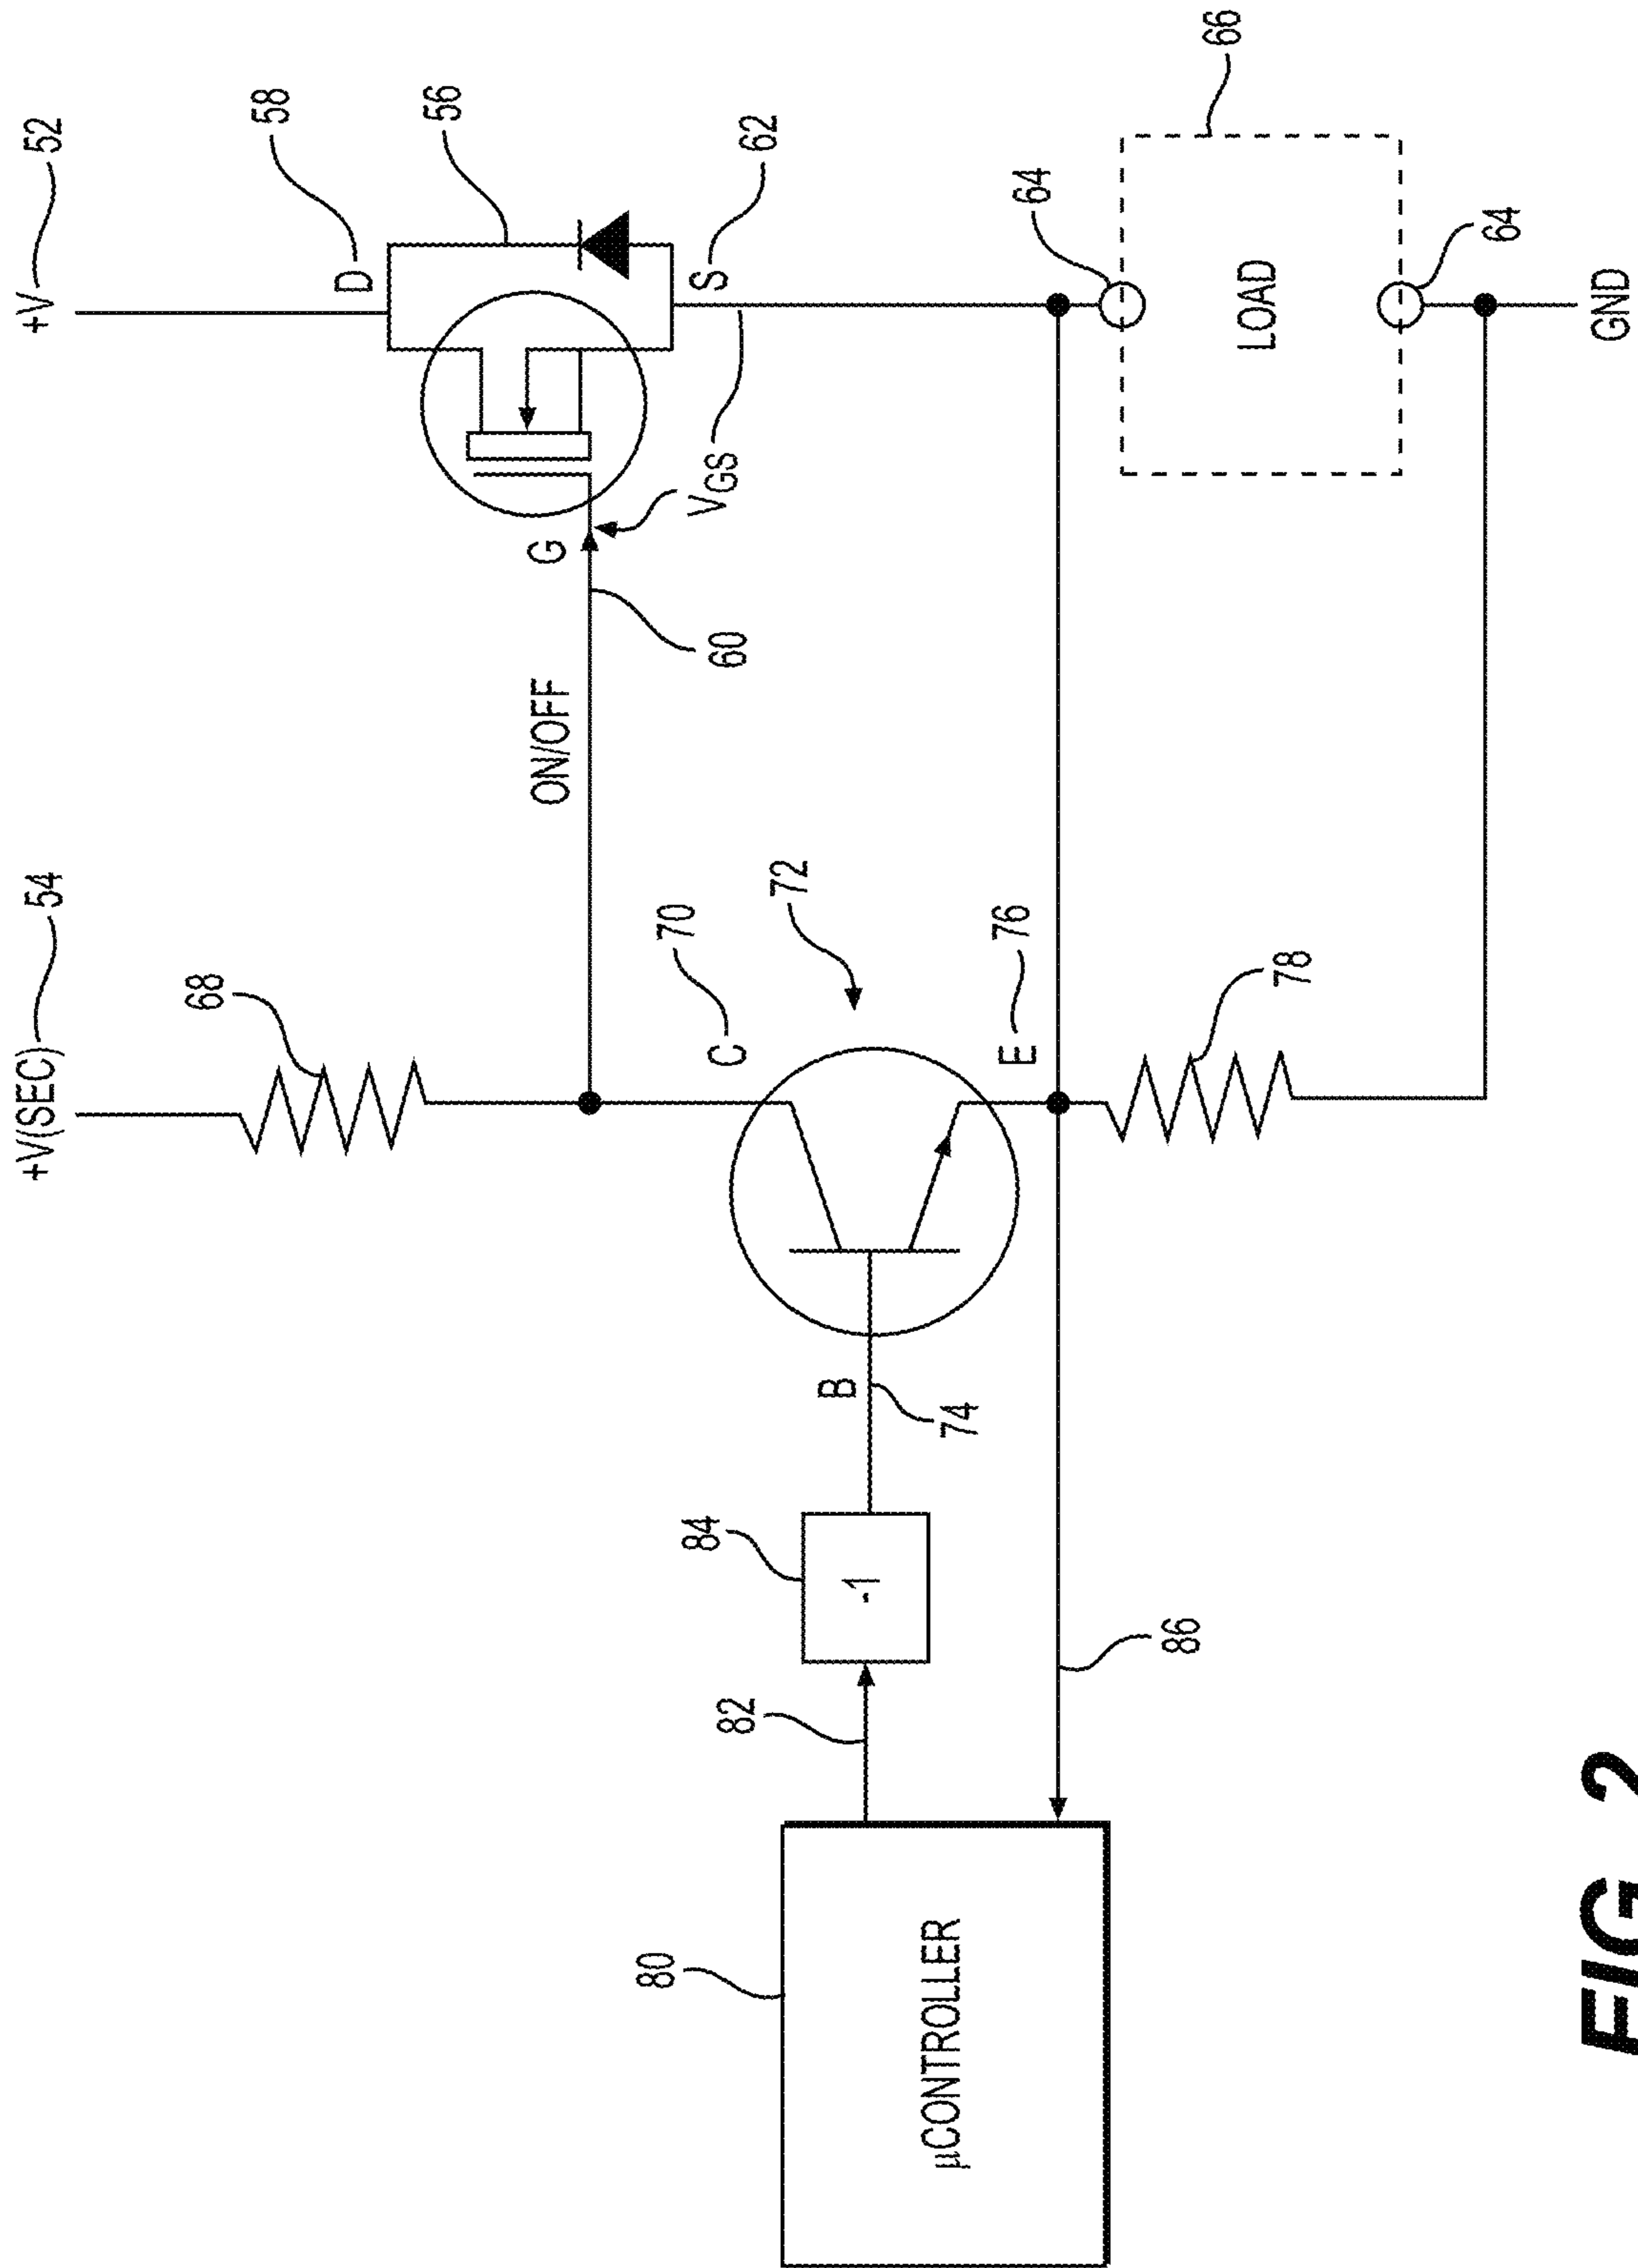 +V(SEC)
54
+V
52
68
D
58
56
S
62
ON/OFF
G
60
VGS
C
70
72
B
74
E
76
64
66
LOAD
64
GND
78
80
μCONTROLLER
82
84
-1
86
FIG. 2